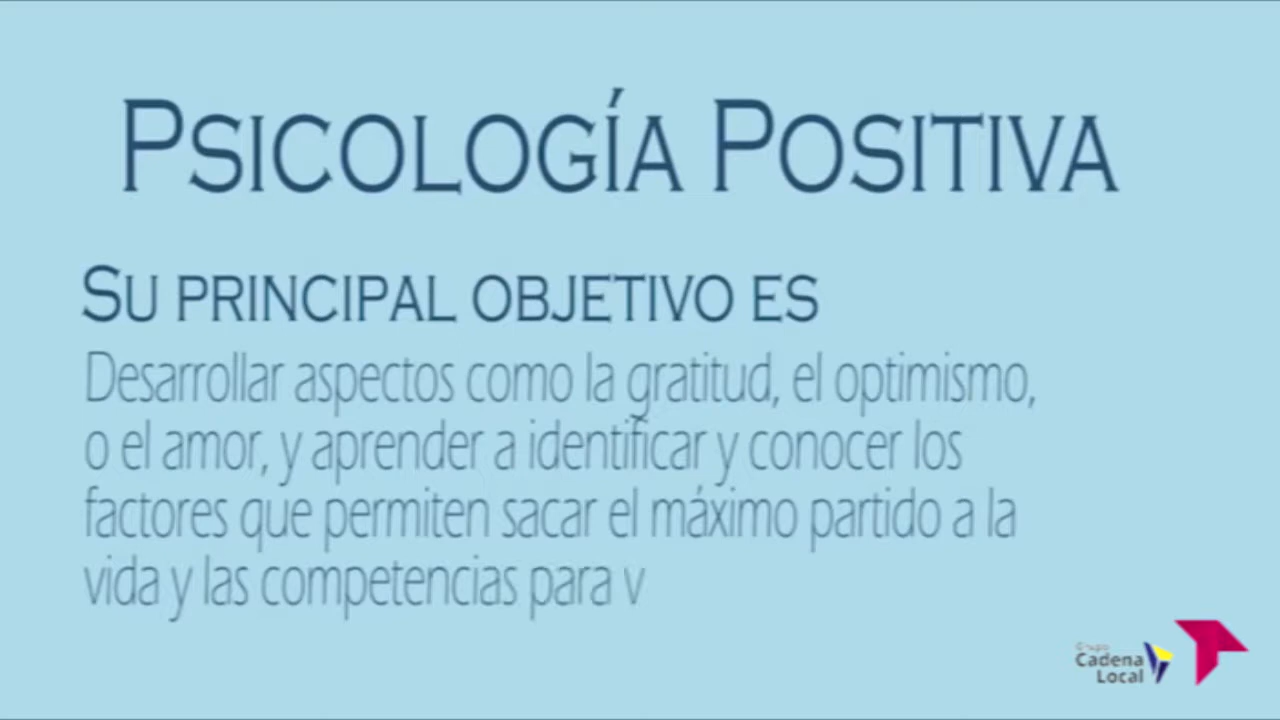 Psicología Positiva
Su principal objetivo es
Desarrollar aspectos como la gratitud, el optimismo,
o el amor, y aprender a identificar y conocer los
factores que permiten sacar el máximo partido a la
vida y las competencias para v
Grupo
Cadena
Local